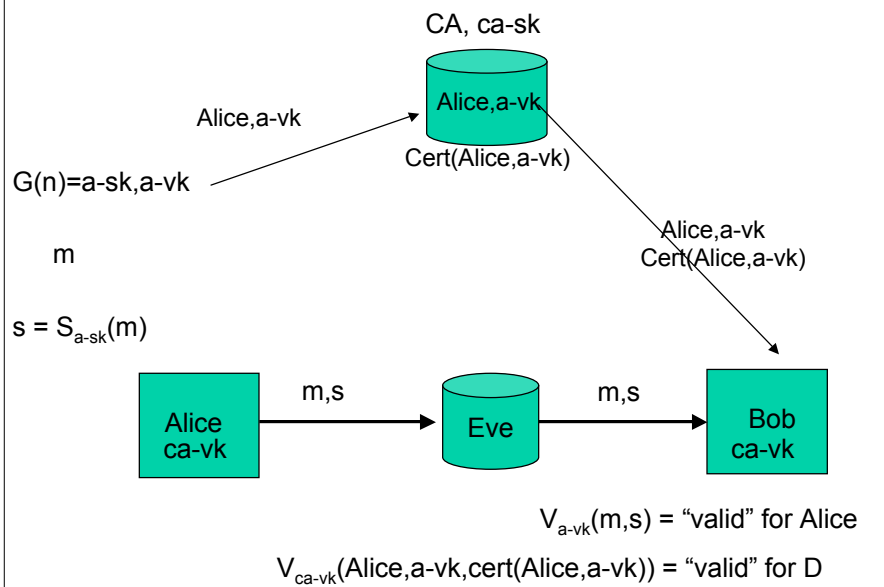 CA, ca-sk
Alice,a-vk
Alice,a-vk
Cert(Alice,a-vk)
G(n)=a-sk,a-vk
Alice,a-vk
Cert(Alice,a-vk)
m
s = Sa-sk(m)
m,s
m,s
Alice
ca-vk
Eve
Bob
ca-vk
Va-vk(m,s) = “valid” for Alice
Vca-vk(Alice,a-vk,cert(Alice,a-vk)) = “valid” for D